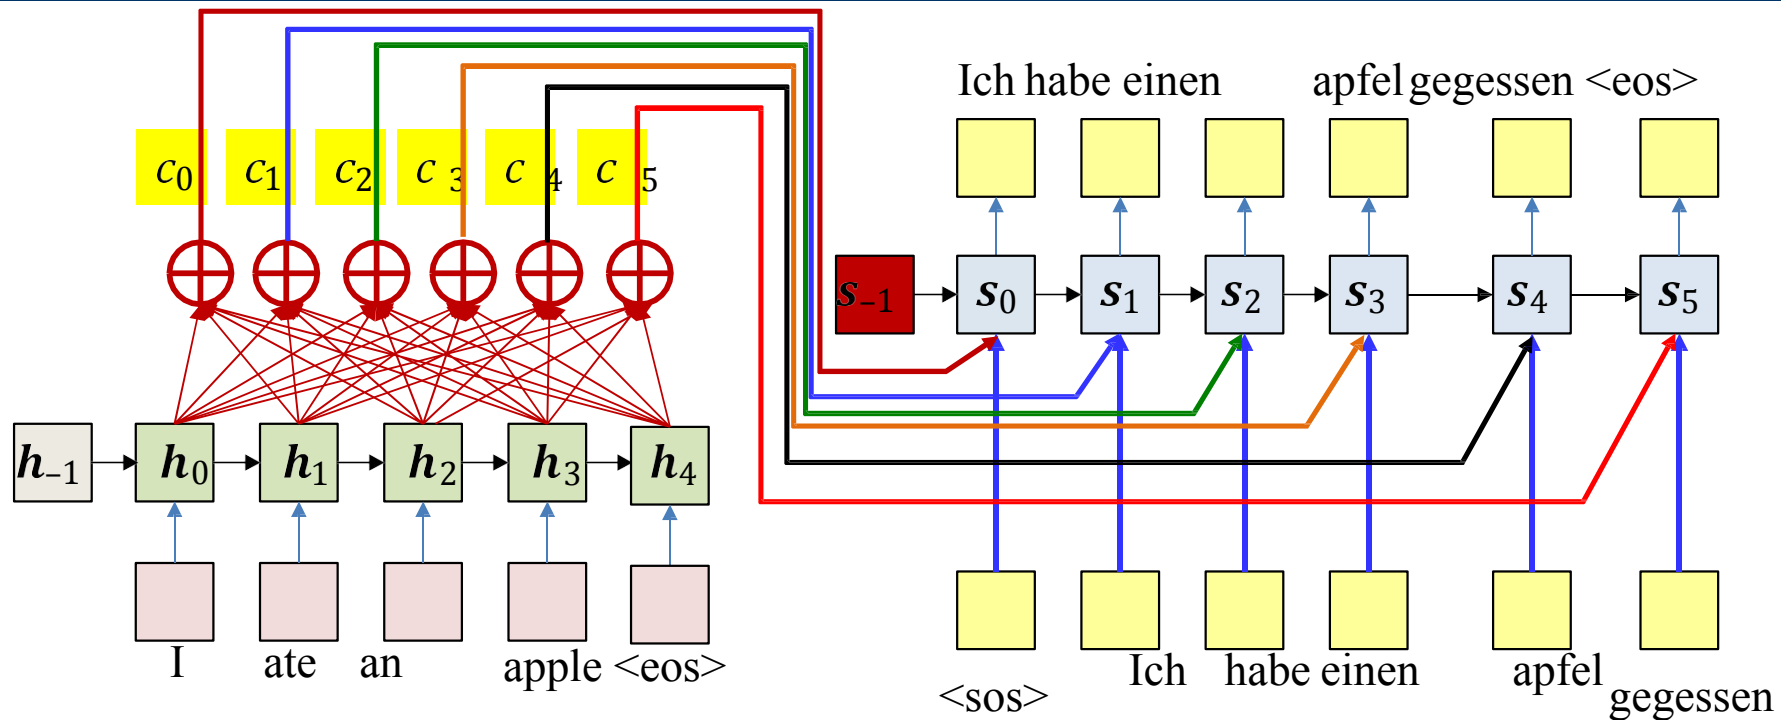 Ich habe einen apfel gegessen <eos>
c₀ c₁ c₂ c 3 c 4 c 5
s₋₁ s₀ s₁ s₂ s₃ s₄ s₅
h₋₁ h₀ h₁ h₂ h₃ h₄
I ate an apple <eos>
<sos> Ich habe einen apfel gegessen